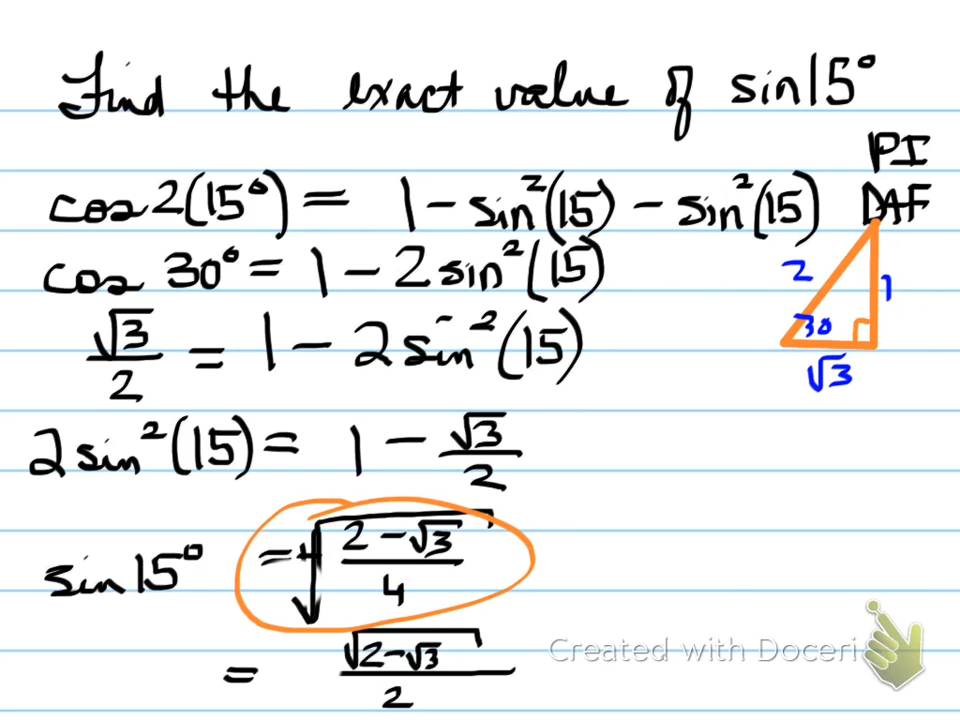 Find the exact value of sin15°
PI
DAF
cos2(15°) = 1 - sin²(15) - sin²(15)
cos 30° = 1 - 2sin²(15)
2
1
30
√3
√3/2 = 1 - 2sin²(15)
2sin²(15) = 1 - √3/2
sin15° = +√((2-√3)/4)
= √(2-√3)/2
Created with Doceri